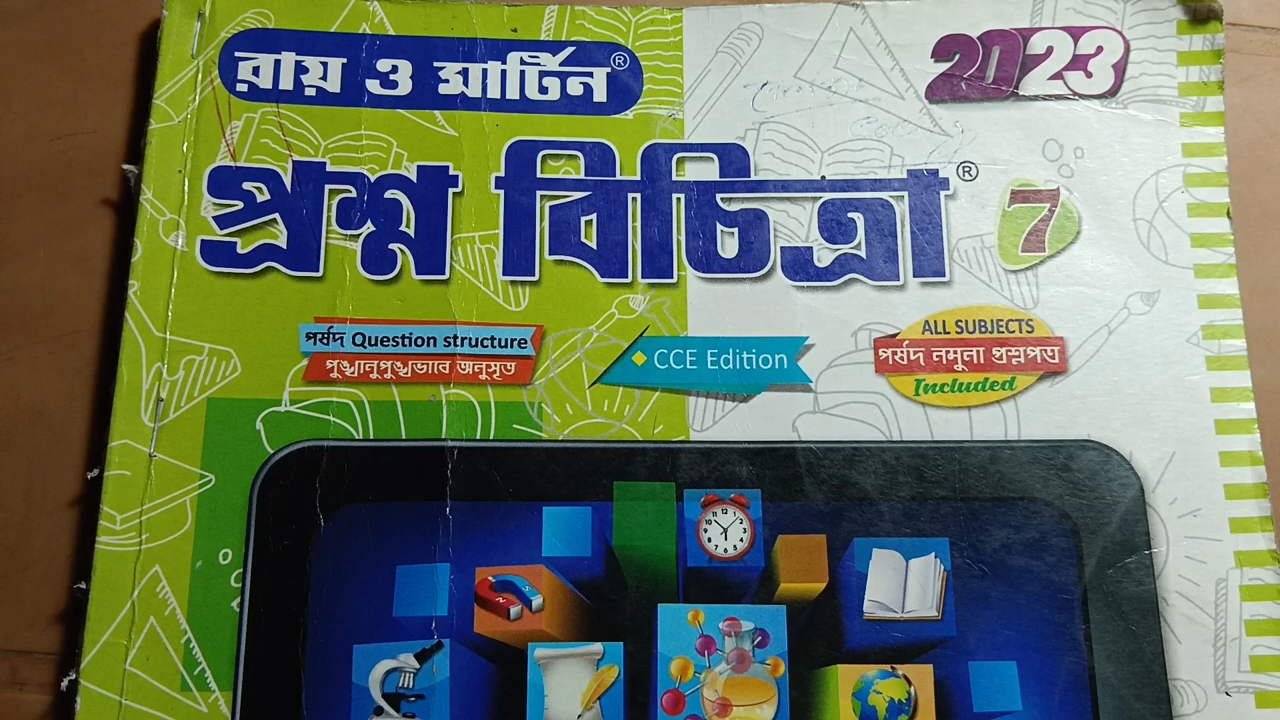 রায় ও মার্টিন®
2023
প্রশ্ন বিচিত্রা®
7
পর্ষদ Question structure
পুঙ্খানুপুঙ্খভাবে অনুসৃত
CCE Edition
ALL SUBJECTS
পর্ষদ নমুনা প্রশ্নপত্র
Included